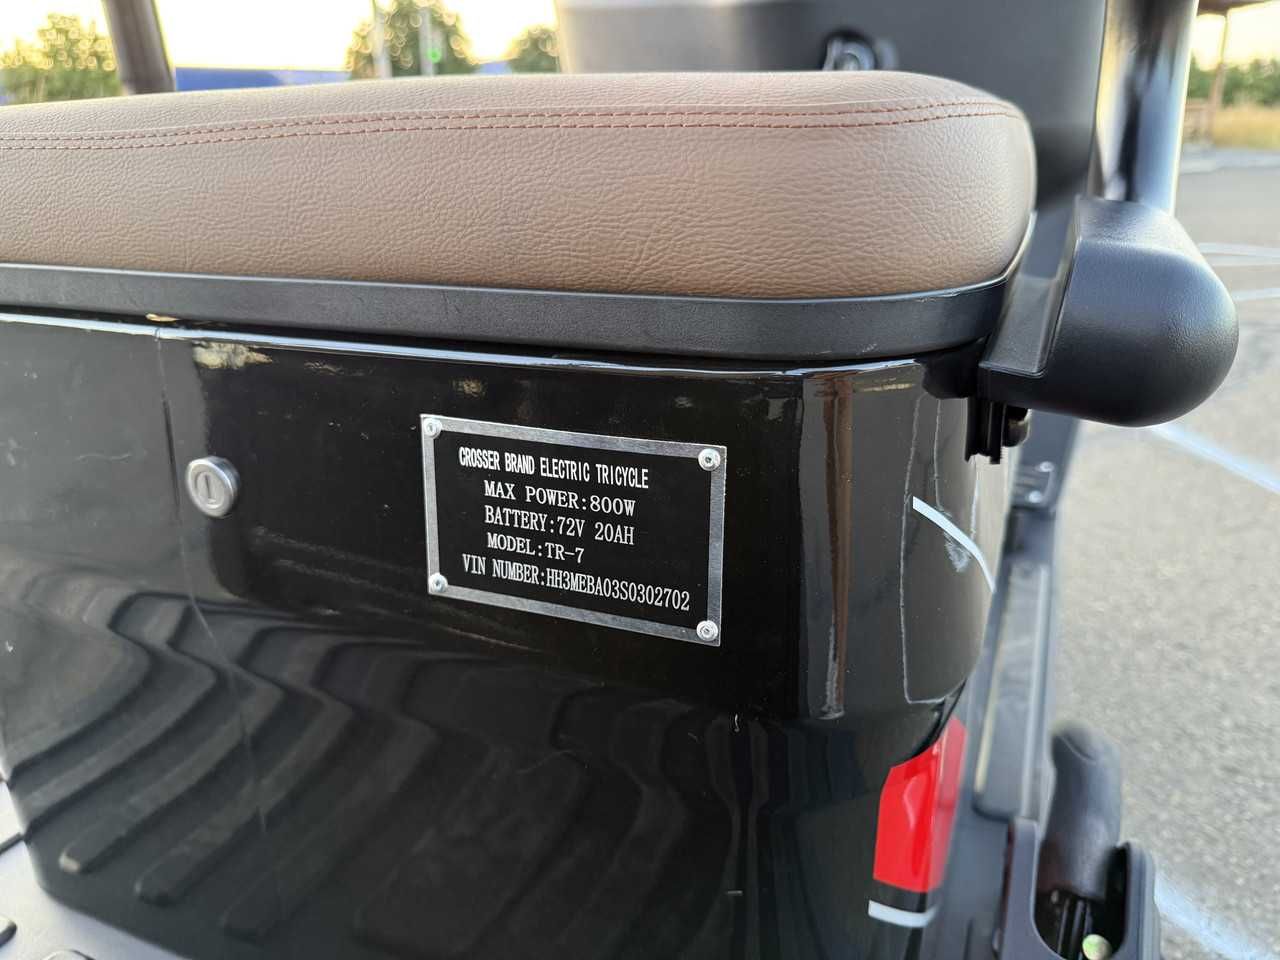 CROSSER BRAND ELECTRIC TRICYCLE
MAX POWER:800W
BATTERY:72V 20AH
MODEL:TR-7
VIN NUMBER:HH3MEBA03S0302702